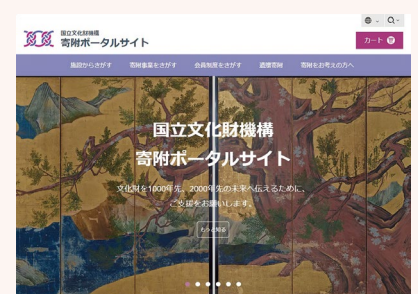 国立文化財機構
寄附ポータルサイト
カート
施設からさがす 寄附事業をさがす 会員制度をさがす 遺贈寄附 寄附をお考えの方へ
国立文化財機構
寄附ポータルサイト
文化財を1000年先、2000年先の未来へ伝えるために、
ご支援をお願いします。
もっと知る